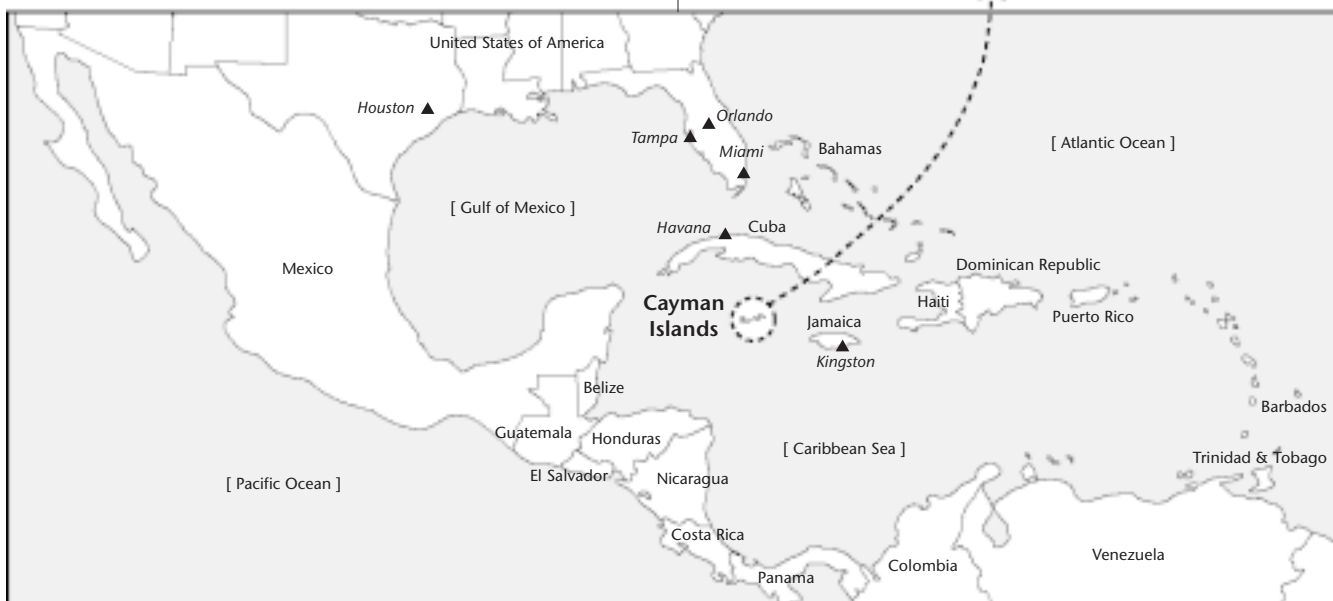 United States of America
Houston
Orlando
Tampa
Miami
Bahamas
[ Atlantic Ocean ]
[ Gulf of Mexico ]
Havana
Cuba
Mexico
Dominican Republic
Cayman
Islands
Haiti
Puerto Rico
Jamaica
Kingston
Belize
Barbados
Guatemala
Honduras
[ Caribbean Sea ]
Trinidad & Tobago
El Salvador
Nicaragua
[ Pacific Ocean ]
Costa Rica
Venezuela
Colombia
Panama